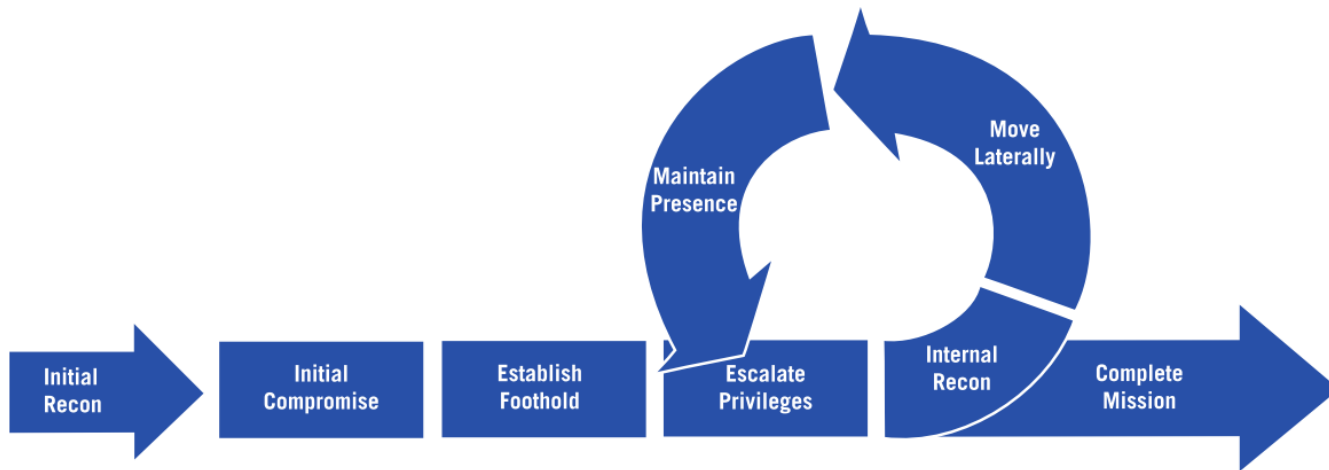 Initial
Recon
Initial
Compromise
Establish
Foothold
Escalate
Privileges
Internal
Recon
Move
Laterally
Maintain
Presence
Complete
Mission